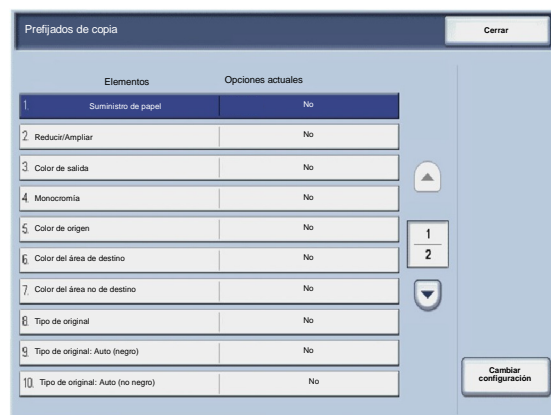 Prefijados de copia
Cerrar
Elementos Opciones actuales
1. Suministro de papel No
2. Reducir/Ampliar No
3. Color de salida No
4. Monocromía No
5. Color de origen No
6. Color del área de destino No
7. Color del área no de destino No
8. Tipo de original No
9. Tipo de original: Auto (negro) No
10. Tipo de original: Auto (no negro) No
1
2
Cambiar
configuración